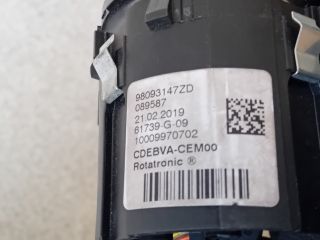 98093147ZD
089587
21.02.2019
61739-G-09
10009970702
CDEBVA-CEM00
Rotatronic ®